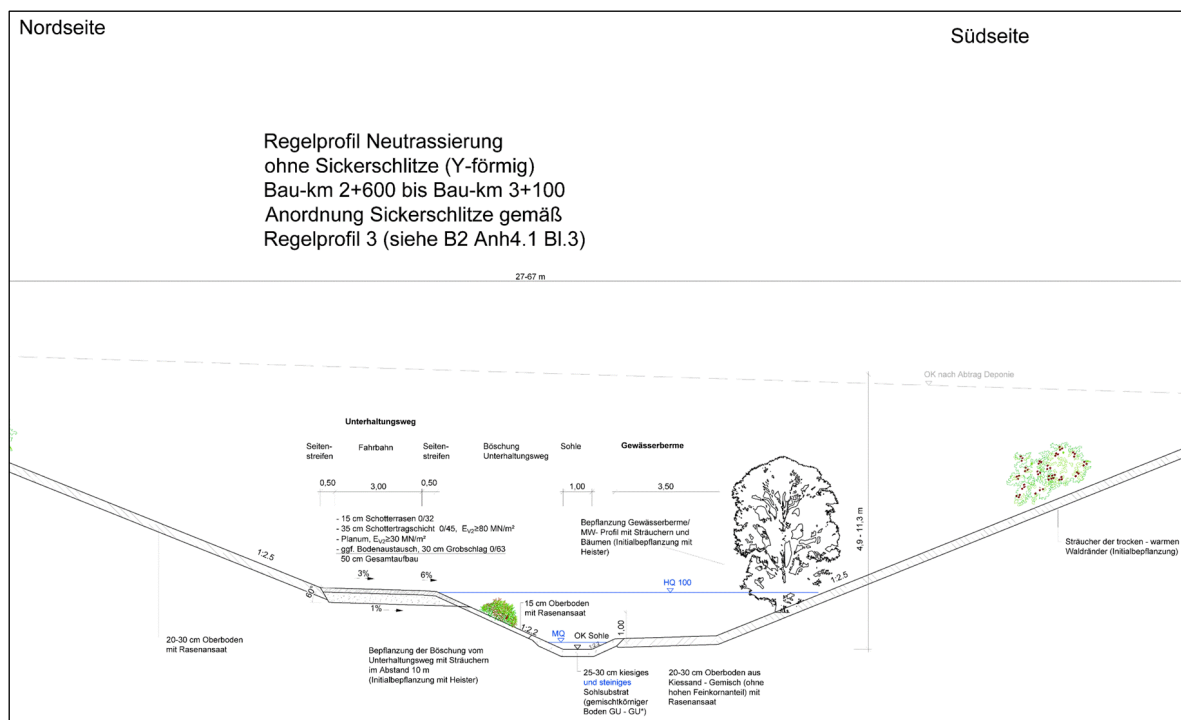 Nordseite
Südseite
Regelprofil Neutrassierung
ohne Sickerschlitze (Y-förmig)
Bau-km 2+600 bis Bau-km 3+100
Anordnung Sickerschlitze gemäß
Regelprofil 3 (siehe B2 Anh4.1 Bl.3)
27-67 m
OK nach Abtrag Deponie
Unterhaltungsweg
Seiten-
streifen
Fahrbahn
Seiten-
streifen
Böschung
Unterhaltungsweg
Sohle
Gewässerberme
0,50
3,00
0,50
1,00
3,50
- 15 cm Schotterrasen 0/32
- 35 cm Schottertragschicht 0/45, EV2≥80 MN/m²
- Planum, EV2≥30 MN/m²
- ggf. Bodenaustausch, 30 cm Grobschlag 0/63
50 cm Gesamtaufbau
Bepflanzung Gewässerberme/
MW- Profil mit Sträuchern und
Bäumen (Initialbepflanzung mit
Heister)
4,9 - 11,3 m
Sträucher der trocken - warmen
Waldränder (Initialbepflanzung)
1:2.5
3%
6%
HQ 100
1:2.5
60
1%
15 cm Oberboden
mit Rasenansaat
1:2.2
MQ
OK Sohle
1,00
20-30 cm Oberboden
mit Rasenansaat
Bepflanzung der Böschung vom
Unterhaltungsweg mit Sträuchern
im Abstand 10 m
(Initialbepflanzung mit Heister)
25-30 cm kiesiges
und steiniges
Sohlsubstrat
(gemischtkörniger
Boden GU - GU*)
20-30 cm Oberboden aus
Kiessand - Gemisch (ohne
hohen Feinkornanteil) mit
Rasenansaat